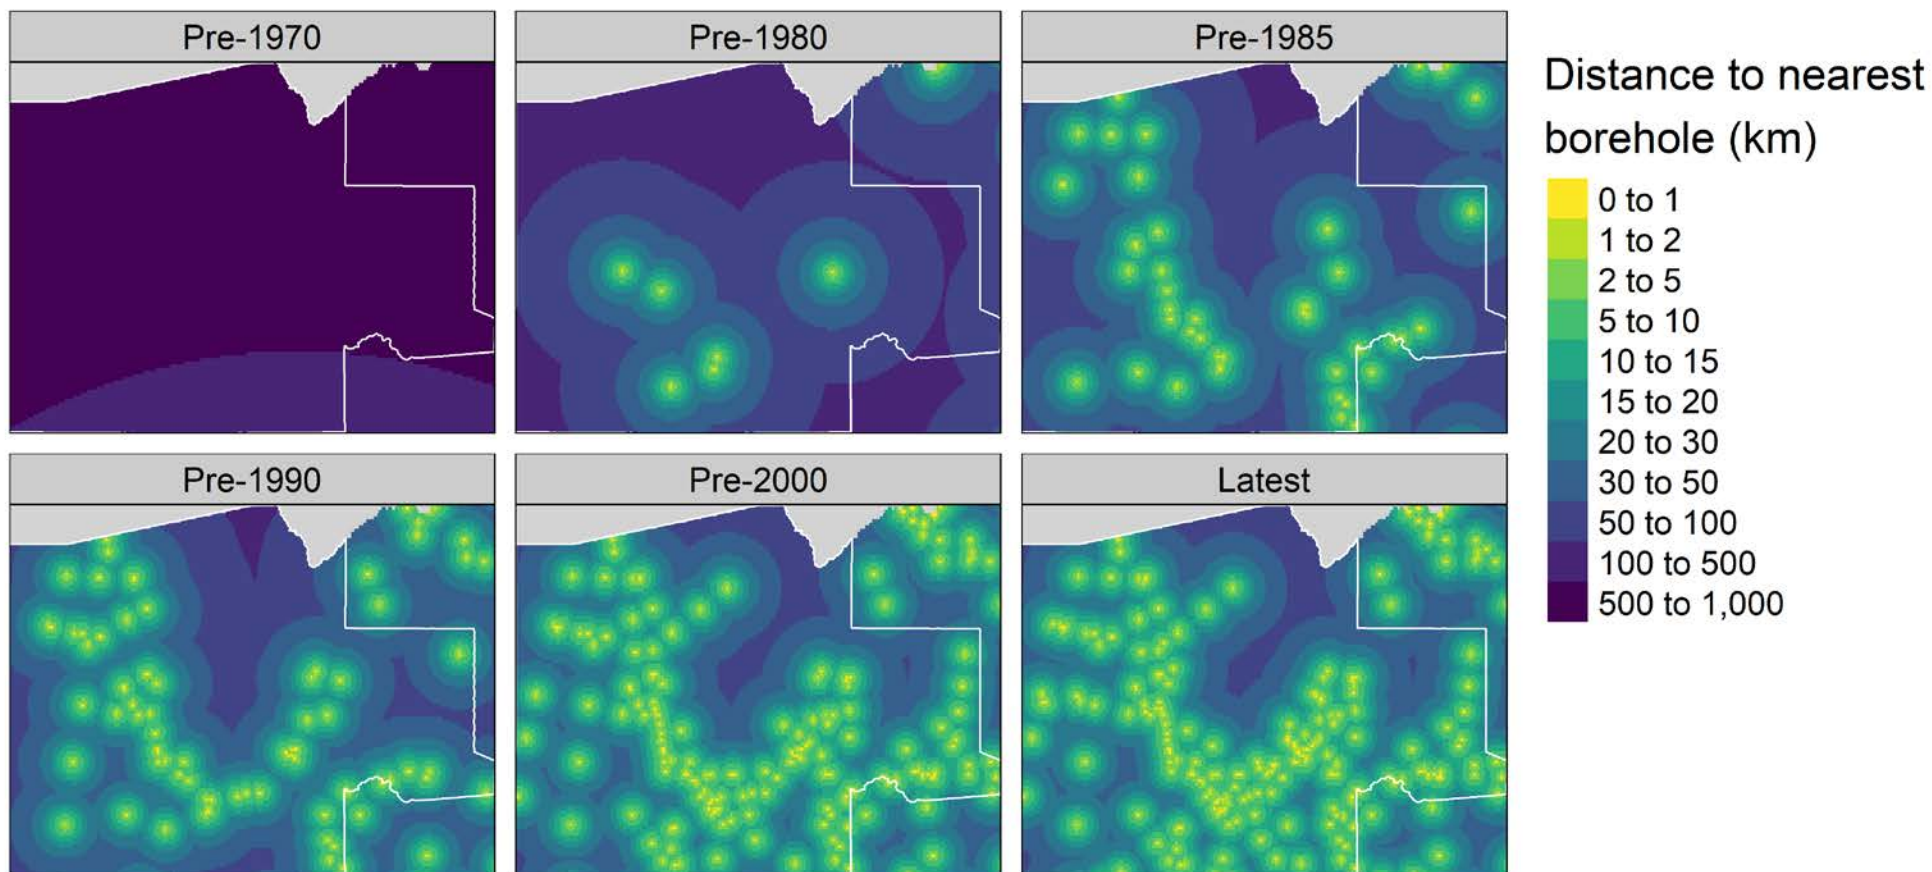 Pre-1970
Pre-1980
Pre-1985
Distance to nearest
borehole (km)
0 to 1
1 to 2
2 to 5
5 to 10
10 to 15
15 to 20
20 to 30
30 to 50
50 to 100
100 to 500
500 to 1,000
Pre-1990
Pre-2000
Latest